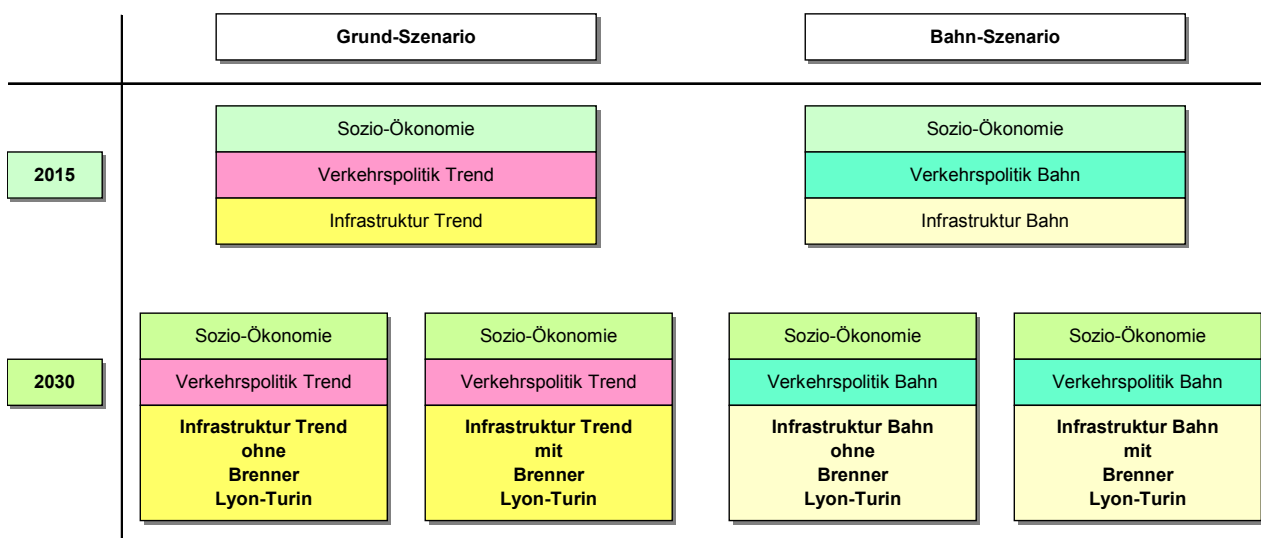 Grund-Szenario
Bahn-Szenario
2015
Sozio-Ökonomie
Verkehrspolitik Trend
Infrastruktur Trend
Sozio-Ökonomie
Verkehrspolitik Bahn
Infrastruktur Bahn
2030
Sozio-Ökonomie
Verkehrspolitik Trend
Infrastruktur Trend
ohne
Brenner
Lyon-Turin
Sozio-Ökonomie
Verkehrspolitik Trend
Infrastruktur Trend
mit
Brenner
Lyon-Turin
Sozio-Ökonomie
Verkehrspolitik Bahn
Infrastruktur Bahn
ohne
Brenner
Lyon-Turin
Sozio-Ökonomie
Verkehrspolitik Bahn
Infrastruktur Bahn
mit
Brenner
Lyon-Turin